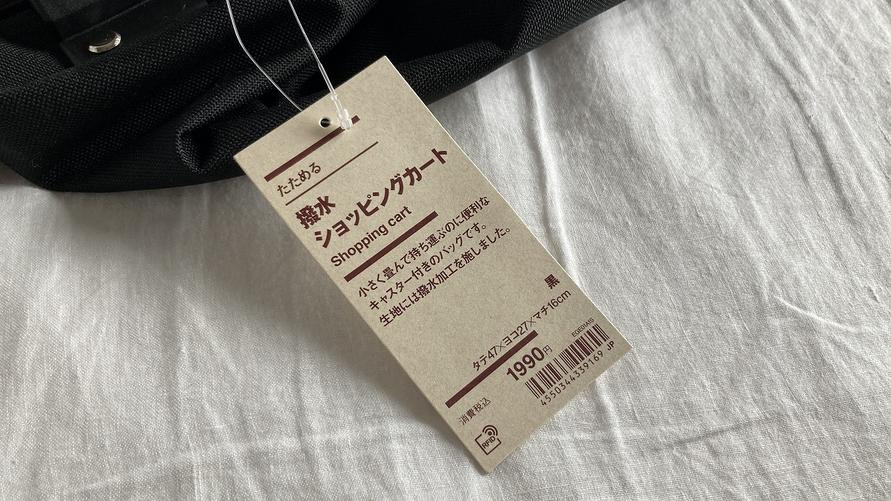 たためる
撥水
ショッピングカート
Shopping cart
小さく畳んで持ち運ぶのに便利な
キャスター付きのバッグです。
生地には撥水加工を施しました。
黒
タテ47×ヨコ27×マチ16cm
1990円
消費税込
4550344339169 JP
RFID